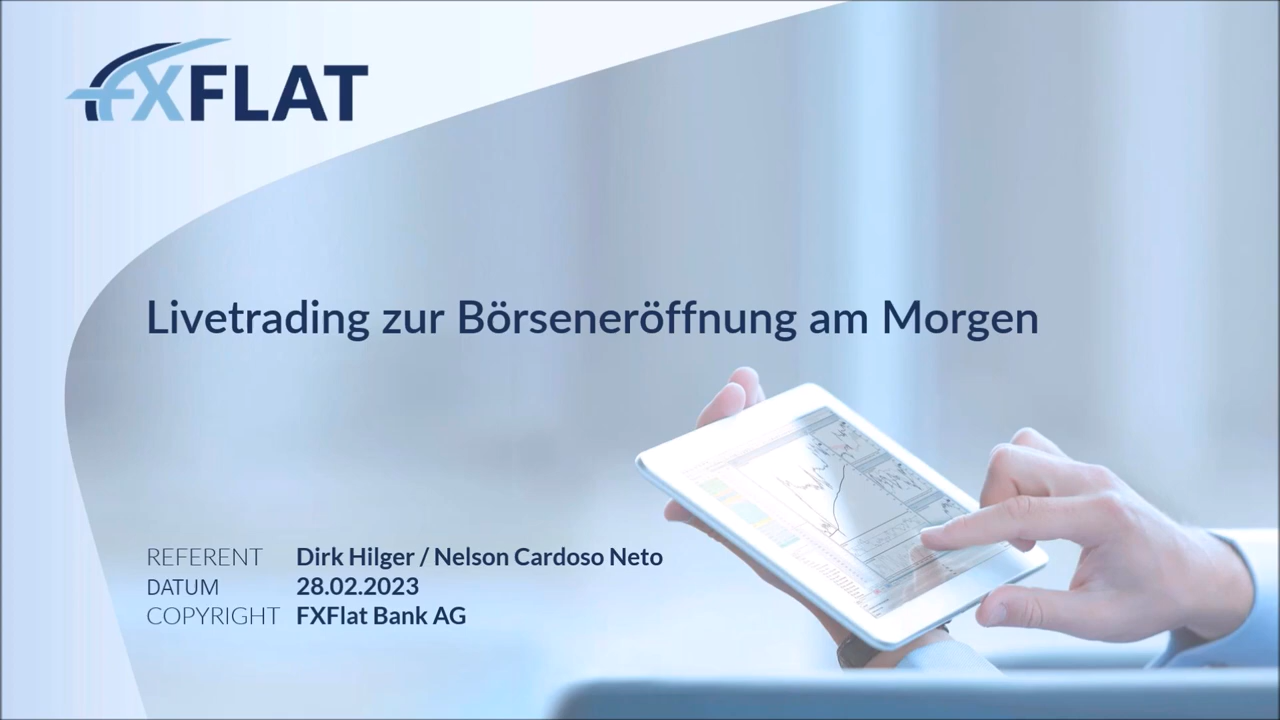 FXFLAT
Livetrading zur Börseneröffnung am Morgen
REFERENT Dirk Hilger / Nelson Cardoso Neto
DATUM 28.02.2023
COPYRIGHT FXFlat Bank AG